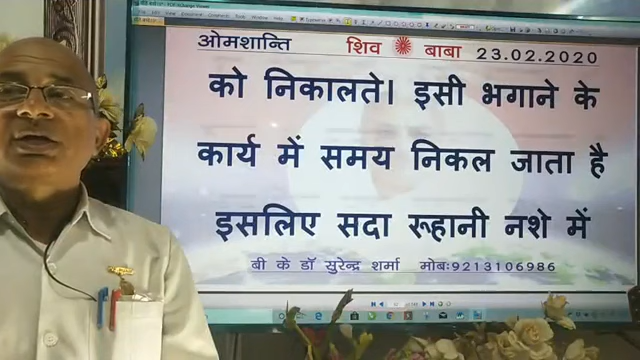 ओमशान्ति शिव बाबा 23.02.2020
को निकालते। इसी भगाने के
कार्य में समय निकल जाता है
इसलिए सदा रूहानी नशे में
बी के डॉ सुरेन्द्र शर्मा मोबः9213106986